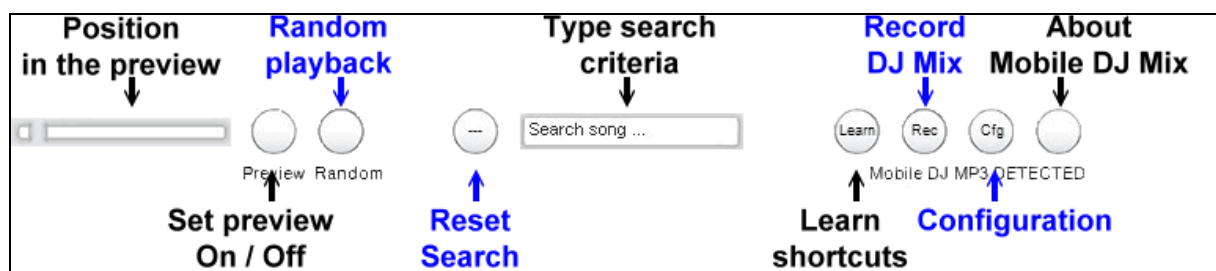 Position
in the preview
Random
playback
Type search
criteria
Record
DJ Mix
About
Mobile DJ Mix
---
Search song ...
Learn
Rec
Cfg
Preview
Random
Mobile DJ MP3 DETECTED
Set preview
On / Off
Reset
Search
Learn
shortcuts
Configuration